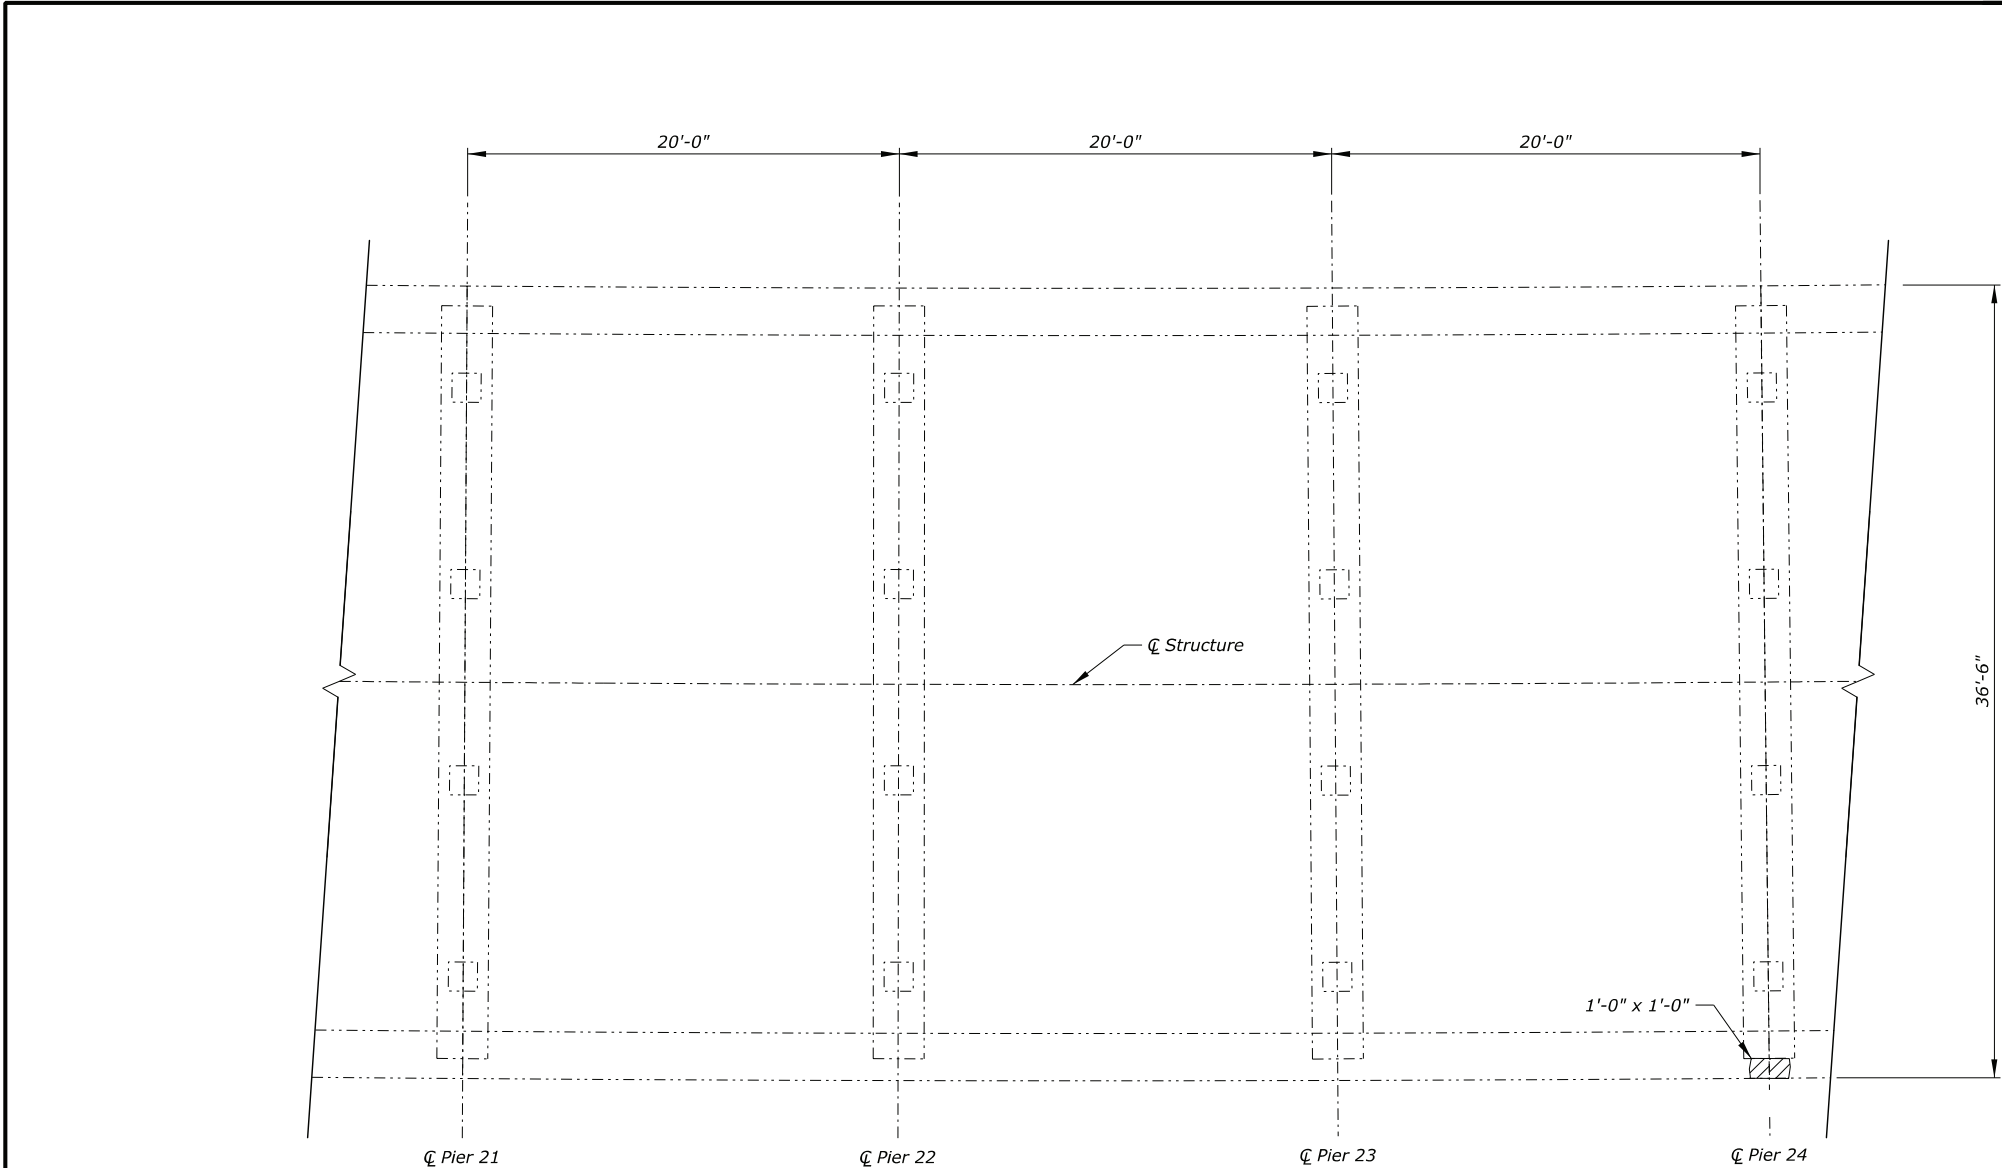 20'-0"
20'-0"
20'-0"
℄ Structure
36'-6"
1'-0" x 1'-0"
℄ Pier 21
℄ Pier 22
℄ Pier 23
℄ Pier 24